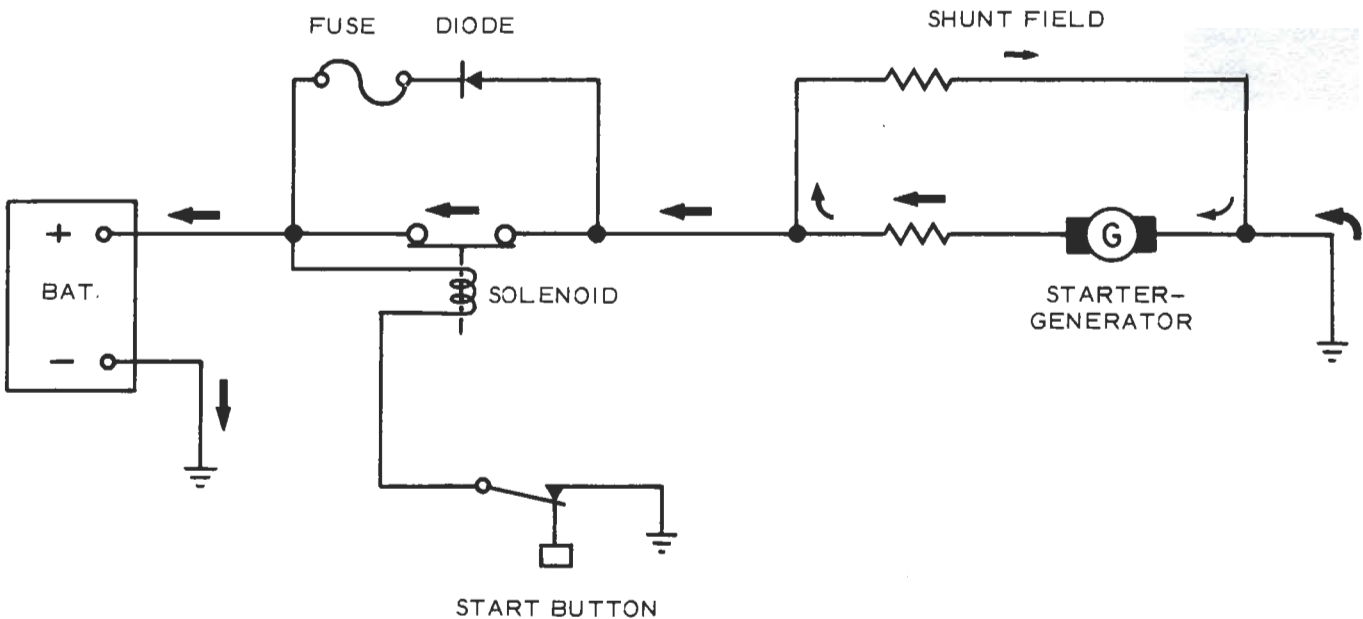 FUSE
DIODE
SHUNT FIELD
+
BAT.
−
SOLENOID
G
STARTER-
GENERATOR
START BUTTON